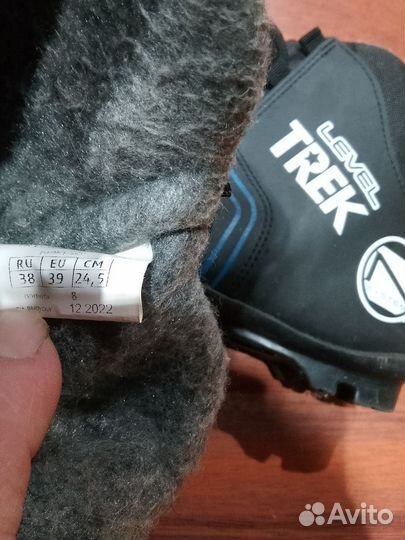 LEVEL
TREK
RU EU CM
38 39 24,5
8
12 2022
Avito